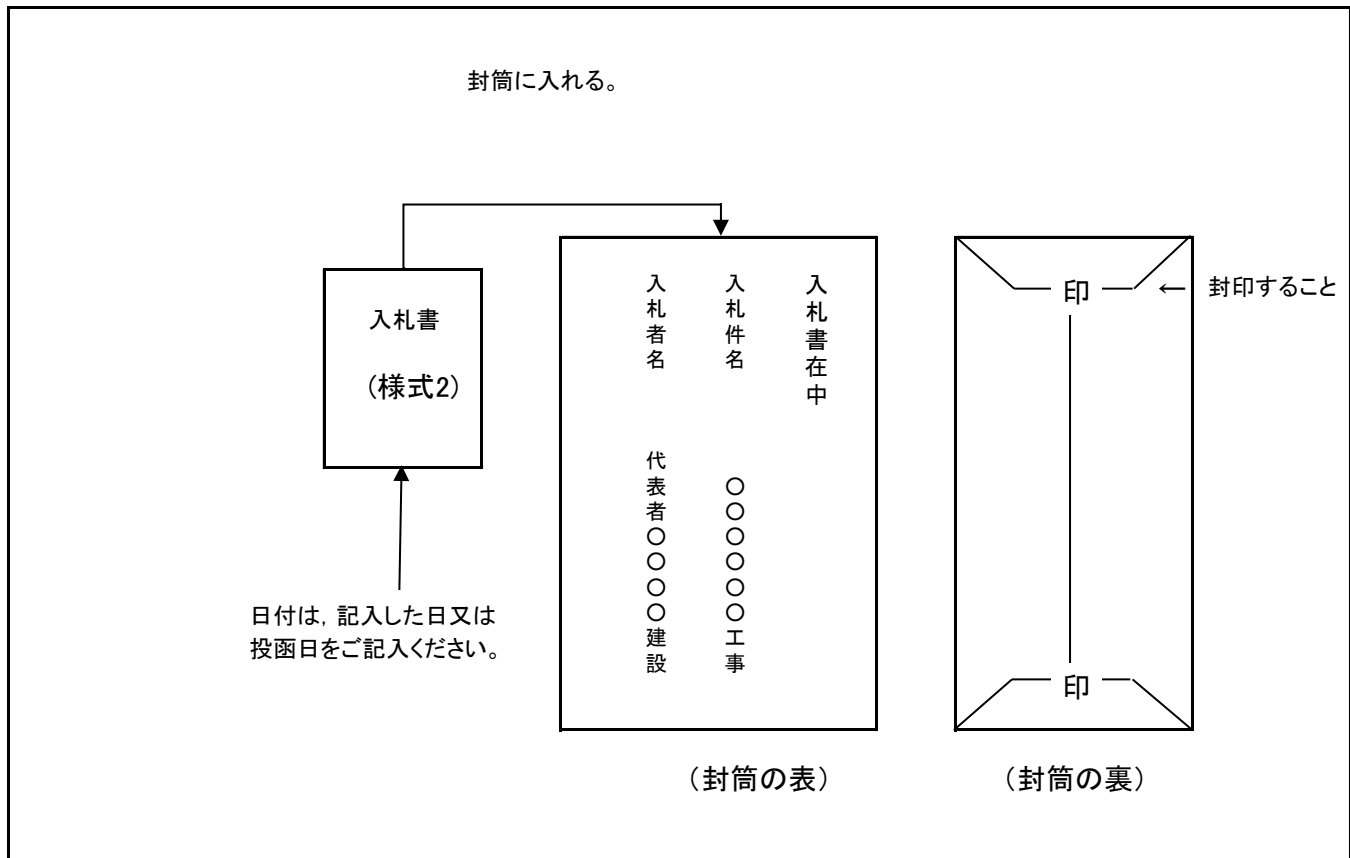 封筒に入れる。
入札書
(様式2)
日付は，記入した日又は
投函日をご記入ください。
入札書在中
入札件名　○○○○○○工事
入札者名　代表者○○○○建設
(封筒の表)
印
← 封印すること
印
(封筒の裏)